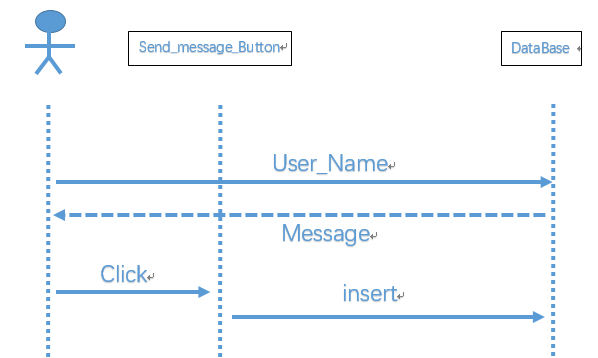 Send_message_Button
DataBase
User_Name
Message
Click
insert